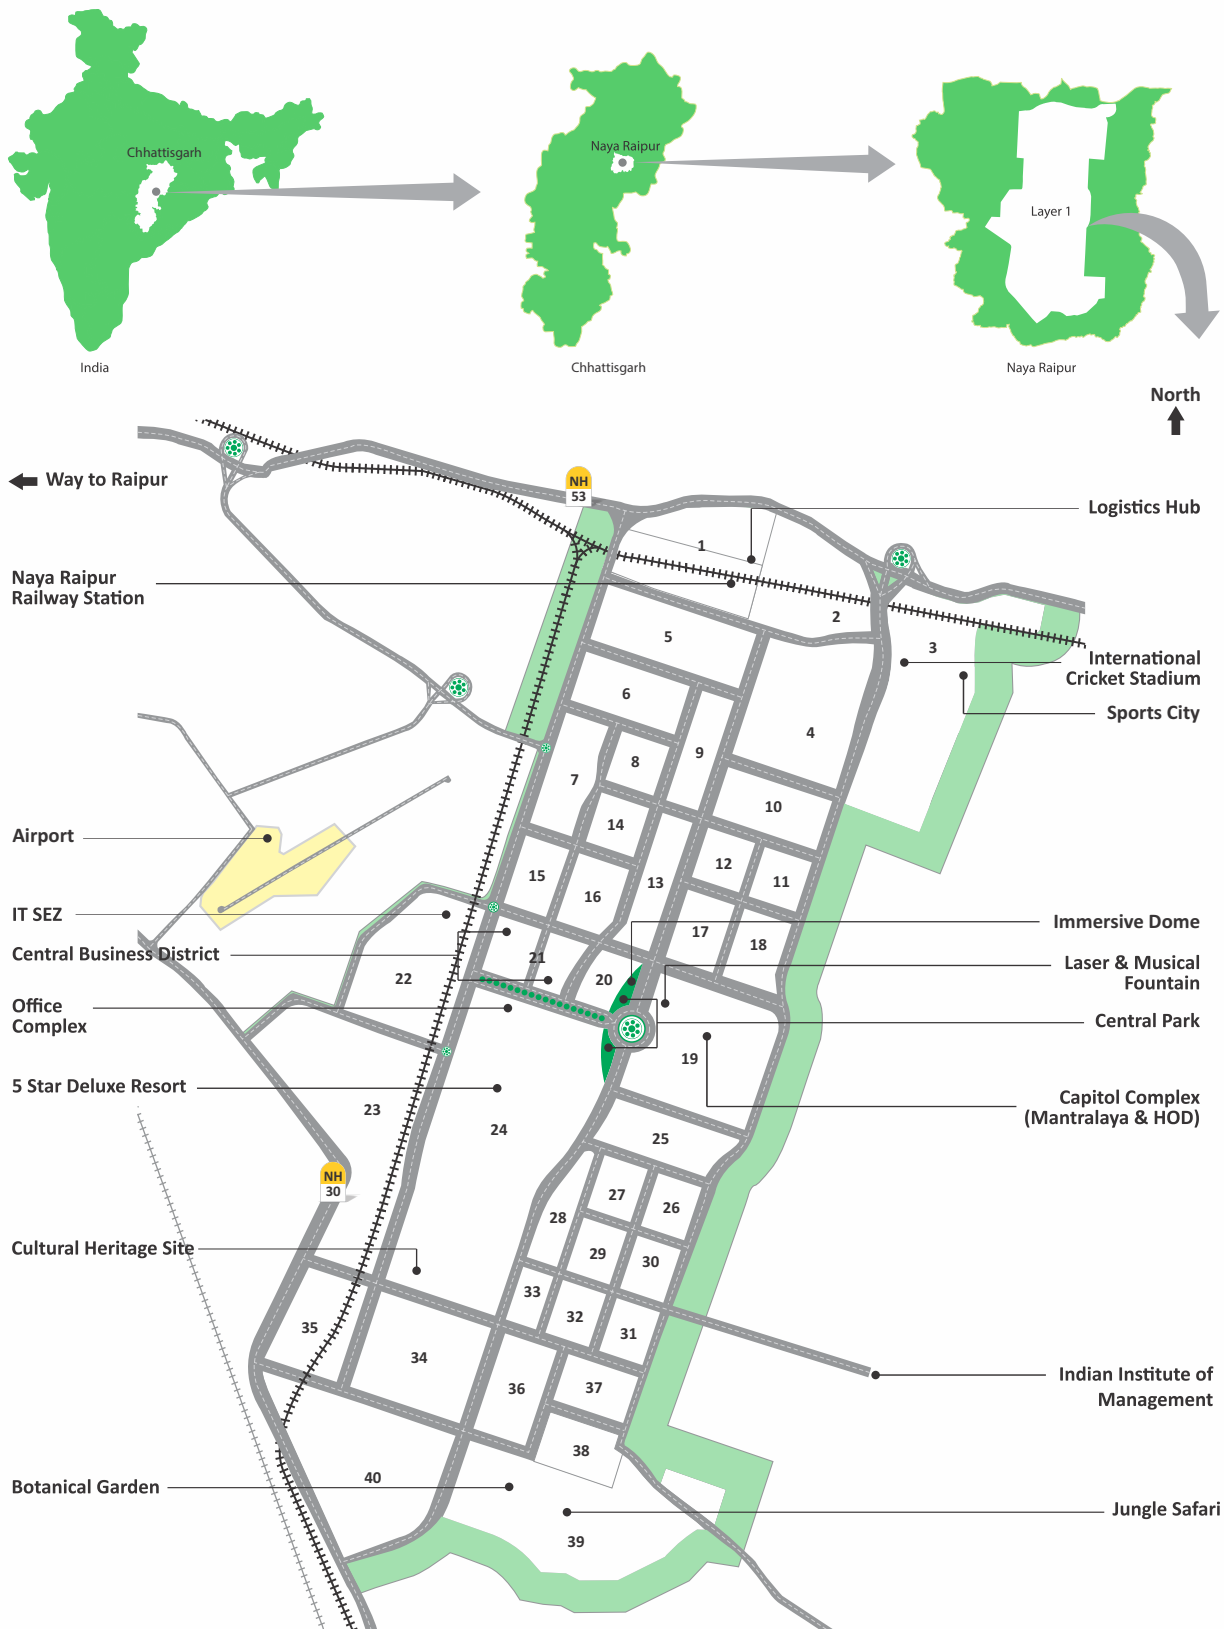 Chhattisgarh
Naya Raipur
Layer 1
India
Chhattisgarh
Naya Raipur
North
Way to Raipur
NH
53
Logistics Hub
1
Naya Raipur
Railway Station
2
5
3
International
Cricket Stadium
6
Sports City
4
9
8
7
10
14
Airport
12
15
11
13
16
IT SEZ
Immersive Dome
17
18
Central Business District
21
Laser & Musical
Fountain
22
20
Office
Complex
Central Park
19
5 Star Deluxe Resort
Capitol Complex
(Mantralaya & HOD)
23
24
25
NH
30
27
26
28
Cultural Heritage Site
29
30
33
32
35
31
34
Indian Institute of
Management
36
37
38
40
Botanical Garden
Jungle Safari
39